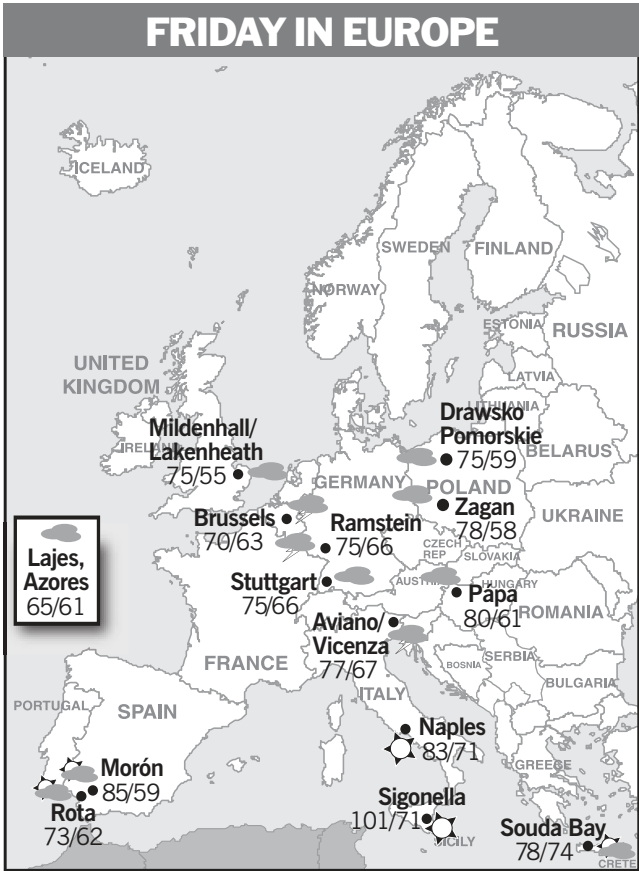 FRIDAY IN EUROPE
ICELAND
SWEDEN
FINLAND
NORWAY
ESTONIA
RUSSIA
LATVIA
UNITED
KINGDOM
LITHUANIA
Drawsko
Pomorskie
75/59
Mildenhall/
Lakenheath
75/55
IRELAND
BELARUS
GERMANY
POLAND
Zagan
78/58
Brussels
70/63
Ramstein
75/66
UKRAINE
CZECH
REP
SLOVAKIA
Lajes,
Azores
65/61
Stuttgart
75/66
AUSTRIA
HUNGARY
Pápa
80/61
ROMANIA
Aviano/
Vicenza
77/67
FRANCE
BOSNIA
SERBIA
BULGARIA
ITALY
PORTUGAL
SPAIN
Naples
83/71
GREECE
Morón
85/59
Rota
73/62
Sigonella
101/71
SICILY
Souda Bay
78/74
CRETE